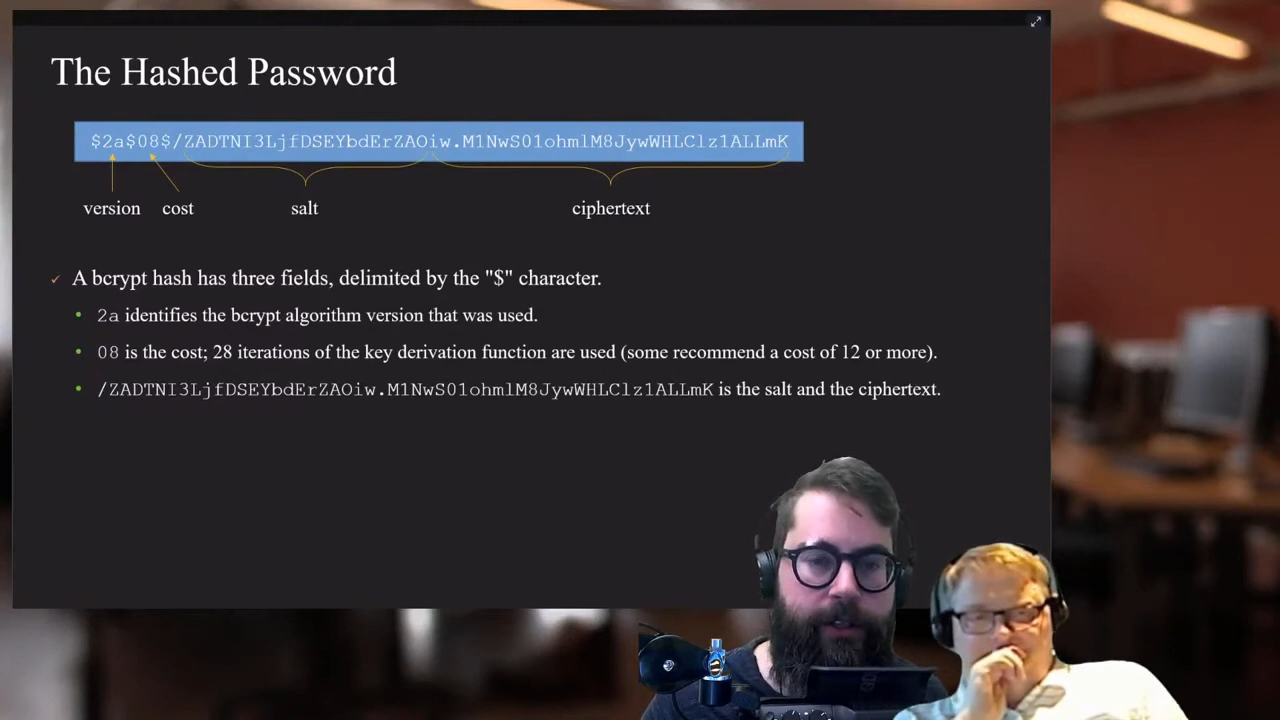 The Hashed Password
$2a$08$/ZADTNI3LjfDSEYbdErZAOiw.M1NwS01ohmlM8JywWHLClz1ALLmK
version cost salt ciphertext
A bcrypt hash has three fields, delimited by the "$" character.
2a identifies the bcrypt algorithm version that was used.
08 is the cost; 28 iterations of the key derivation function are used (some recommend a cost of 12 or more).
/ZADTNI3LjfDSEYbdErZAOiw.M1NwS01ohmlM8JywWHLClz1ALLmK is the salt and the ciphertext.